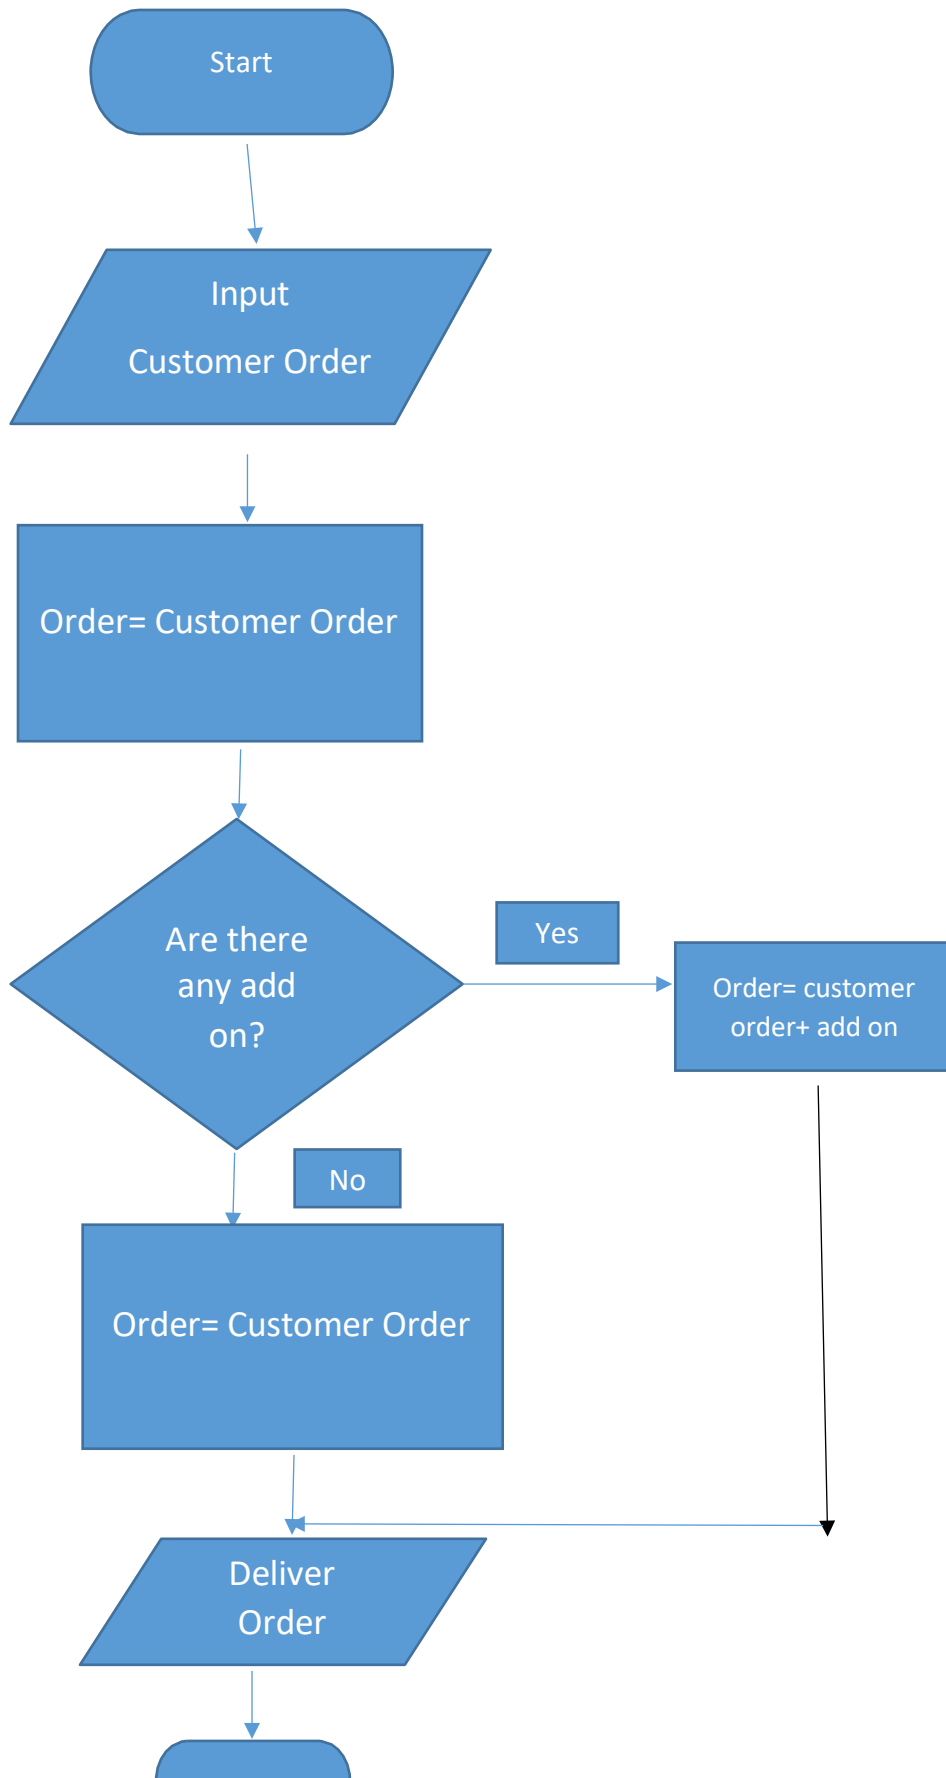 Start
Input
Customer Order
Order= Customer Order
Are there
any add
on?
Yes
Order= customer
order+ add on
No
Order= Customer Order
Deliver
Order